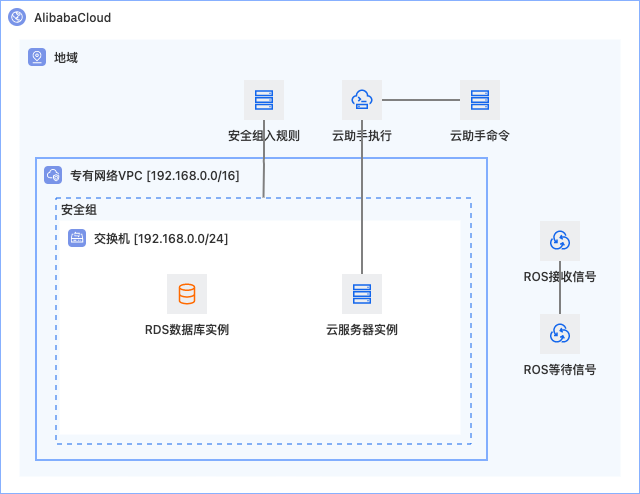 AlibabaCloud
地域
安全组入规则
云助手执行
云助手命令
专有网络VPC [192.168.0.0/16]
安全组
交换机 [192.168.0.0/24]
RDS数据库实例
云服务器实例
ROS接收信号
ROS等待信号